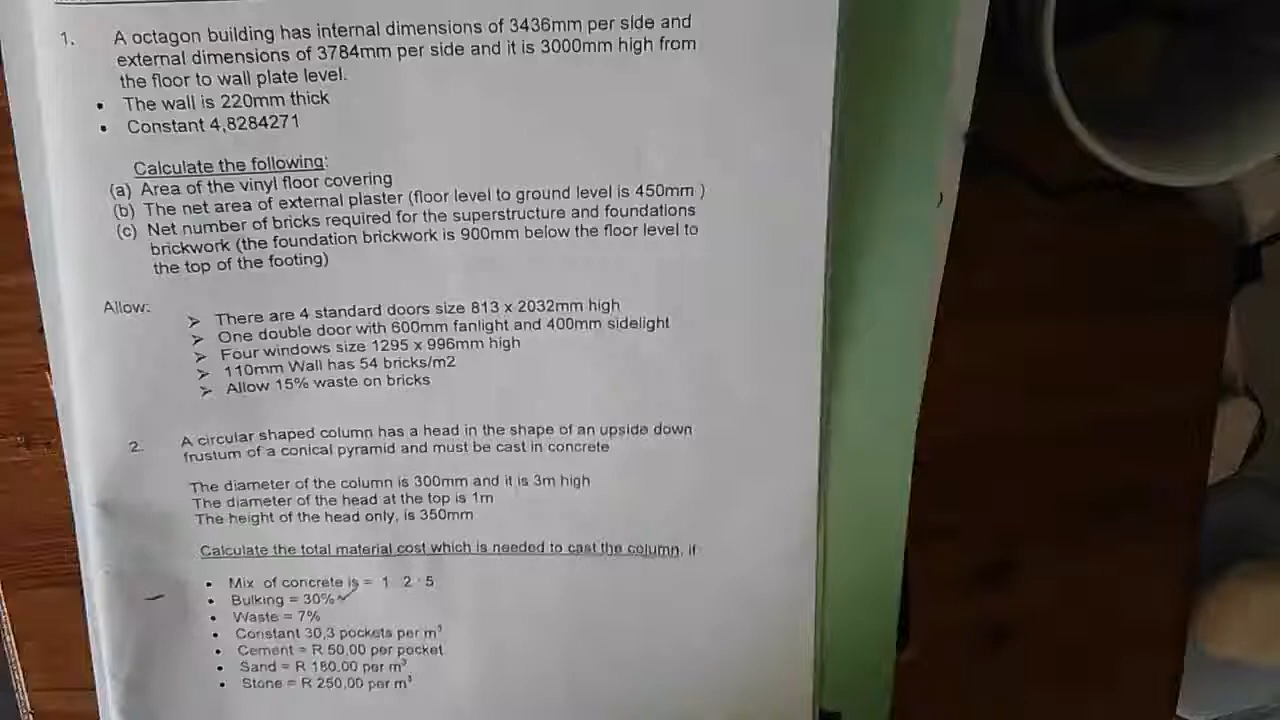 1. A octagon building has internal dimensions of 3436mm per side and
external dimensions of 3784mm per side and it is 3000mm high from
the floor to wall plate level.
• The wall is 220mm thick
• Constant 4,8284271
Calculate the following:
(a) Area of the vinyl floor covering
(b) The net area of external plaster (floor level to ground level is 450mm )
(c) Net number of bricks required for the superstructure and foundations
brickwork (the foundation brickwork is 900mm below the floor level to
the top of the footing)
Allow:
➢ There are 4 standard doors size 813 x 2032mm high
➢ One double door with 600mm fanlight and 400mm sidelight
➢ Four windows size 1295 x 996mm high
➢ 110mm Wall has 54 bricks/m2
➢ Allow 15% waste on bricks
2. A circular shaped column has a head in the shape of an upside down
frustum of a conical pyramid and must be cast in concrete
The diameter of the column is 300mm and it is 3m high
The diameter of the head at the top is 1m
The height of the head only, is 350mm
Calculate the total material cost which is needed to cast the column, if
• Mix of concrete is = 1 : 2 : 5
• Bulking = 30%
• Waste = 7%
• Constant 30,3 pockets per m³
• Cement = R 50,00 per pocket
• Sand = R 180,00 per m³
• Stone = R 250,00 per m³